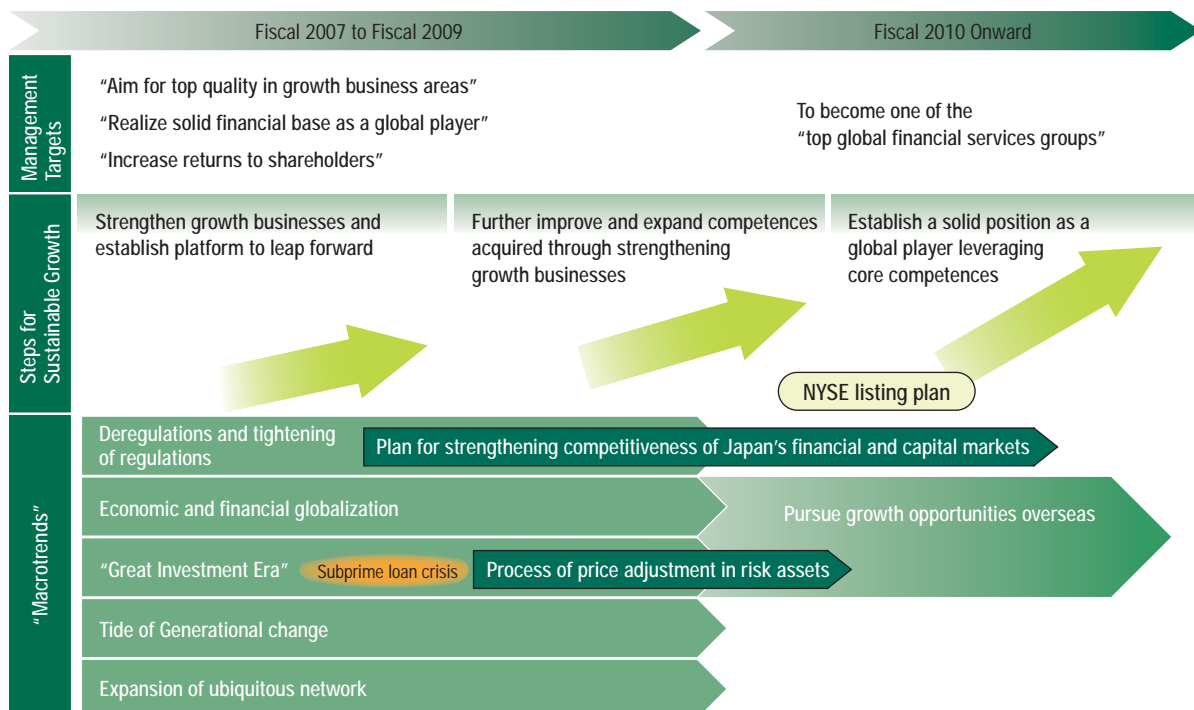 Fiscal 2007 to Fiscal 2009
Fiscal 2010 Onward
Management
Targets
“Aim for top quality in growth business areas”
“Realize solid financial base as a global player”
“Increase returns to shareholders”
To become one of the
“top global financial services groups”
Steps for
Sustainable Growth
Strengthen growth businesses and
establish platform to leap forward
Further improve and expand competences
acquired through strengthening
growth businesses
Establish a solid position as a
global player leveraging
core competences
NYSE listing plan
“Macrotrends”
Deregulations and tightening
of regulations
Plan for strengthening competitiveness of Japan’s financial and capital markets
Economic and financial globalization
Pursue growth opportunities overseas
“Great Investment Era”
Subprime loan crisis
Process of price adjustment in risk assets
Tide of Generational change
Expansion of ubiquitous network